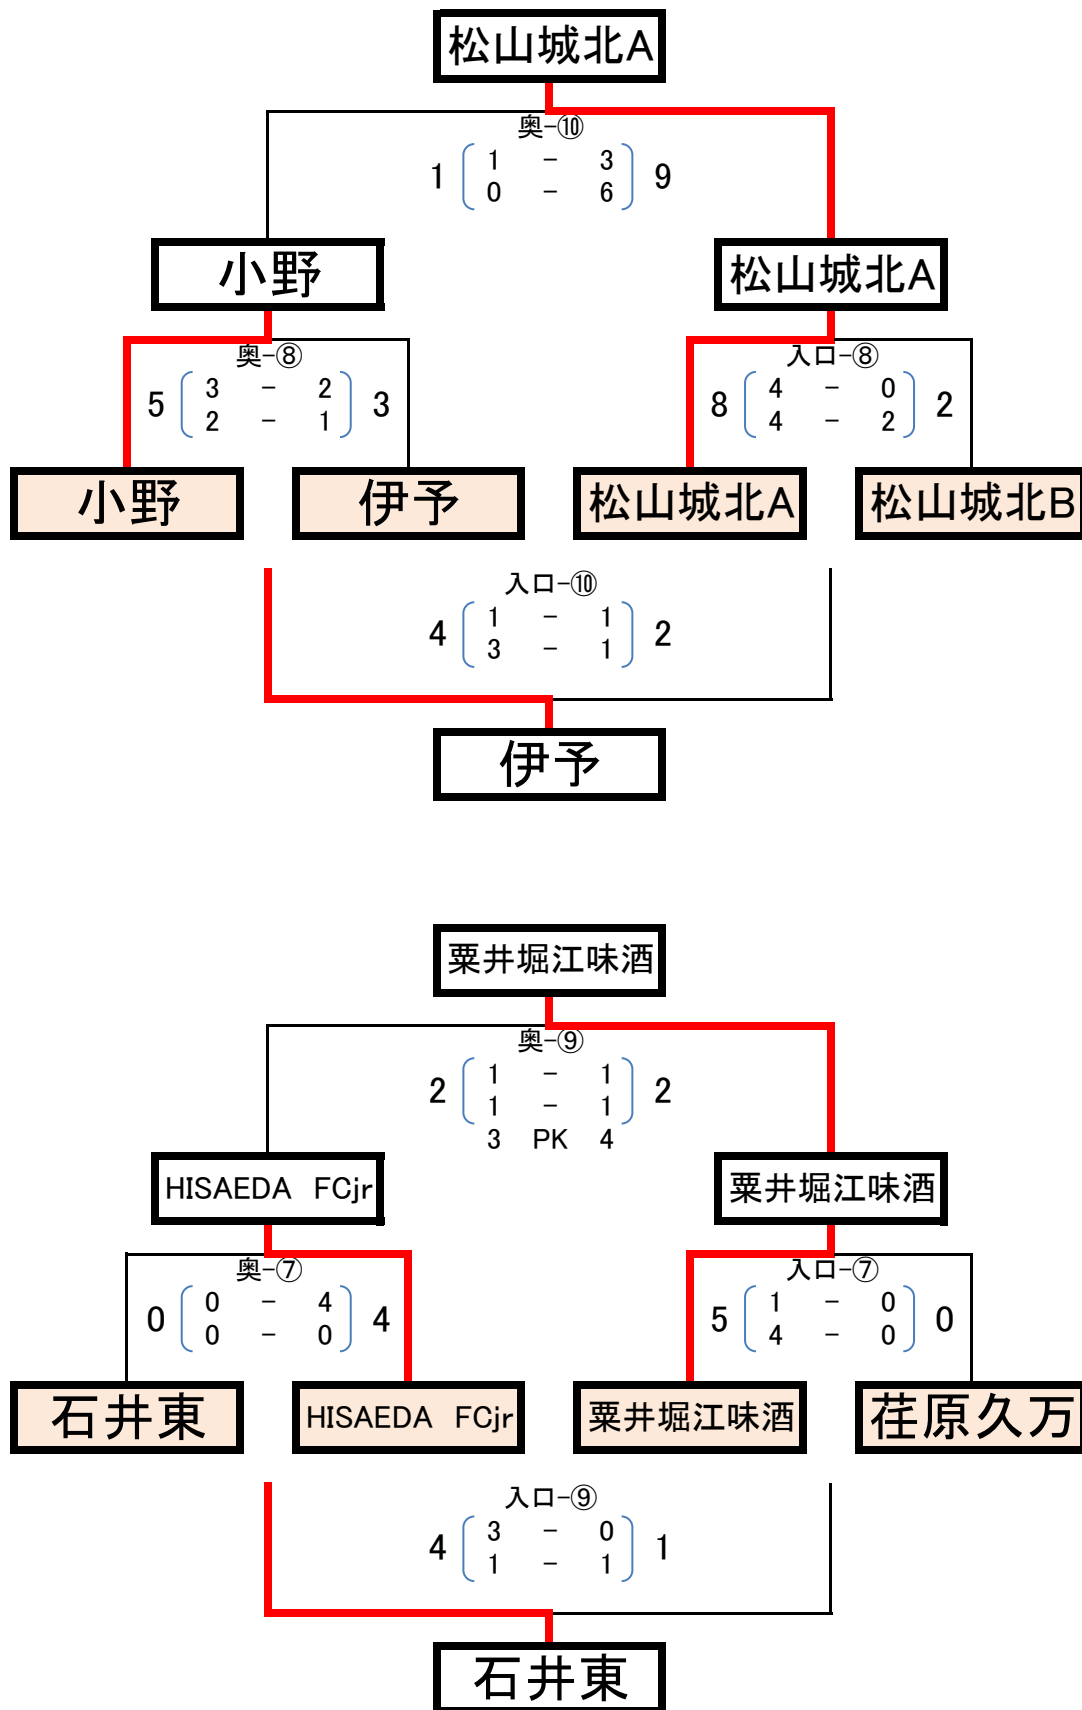 松山城北A
奥-⑩
1 1 - 3 9
0 - 6
小野 松山城北A
奥-⑧ 入口-⑧
5 3 - 2 3 8 4 - 0 2
2 - 1 4 - 2
小野 伊予 松山城北A 松山城北B
入口-⑩
4 1 - 1 2
3 - 1
伊予
粟井堀江味酒
奥-⑨
2 1 - 1 2
1 - 1
3 PK 4
HISAEDA　FCjr 粟井堀江味酒
奥-⑦ 入口-⑦
0 0 - 4 4 5 1 - 0 0
0 - 0 4 - 0
石井東 HISAEDA　FCjr 粟井堀江味酒 荏原久万
入口-⑨
4 3 - 0 1
1 - 1
石井東